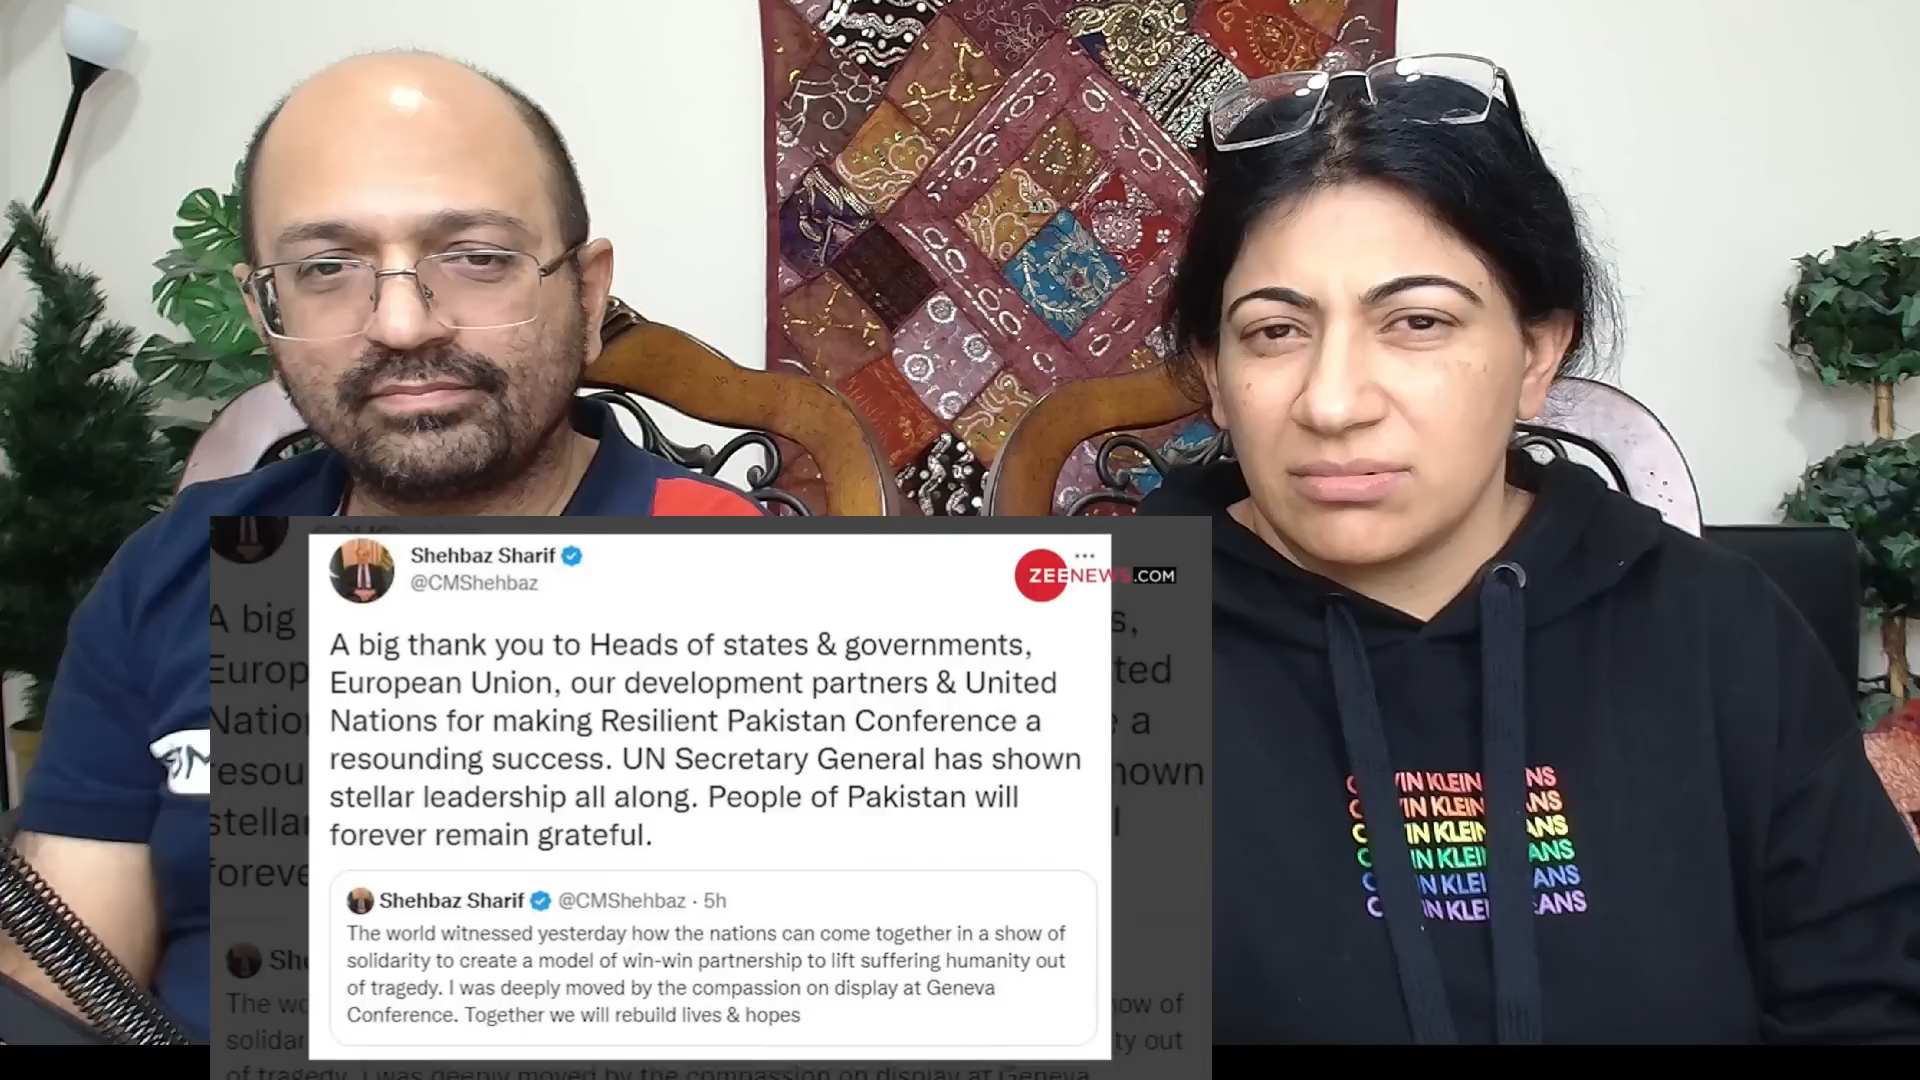 Shehbaz Sharif
@CMShehbaz
ZEENEWS.COM
A big thank you to Heads of states & governments,
European Union, our development partners & United
Nations for making Resilient Pakistan Conference a
resounding success. UN Secretary General has shown
stellar leadership all along. People of Pakistan will
forever remain grateful.
Shehbaz Sharif @CMShehbaz · 5h
The world witnessed yesterday how the nations can come together in a show of
solidarity to create a model of win-win partnership to lift suffering humanity out
of tragedy. I was deeply moved by the compassion on display at Geneva
Conference. Together we will rebuild lives & hopes